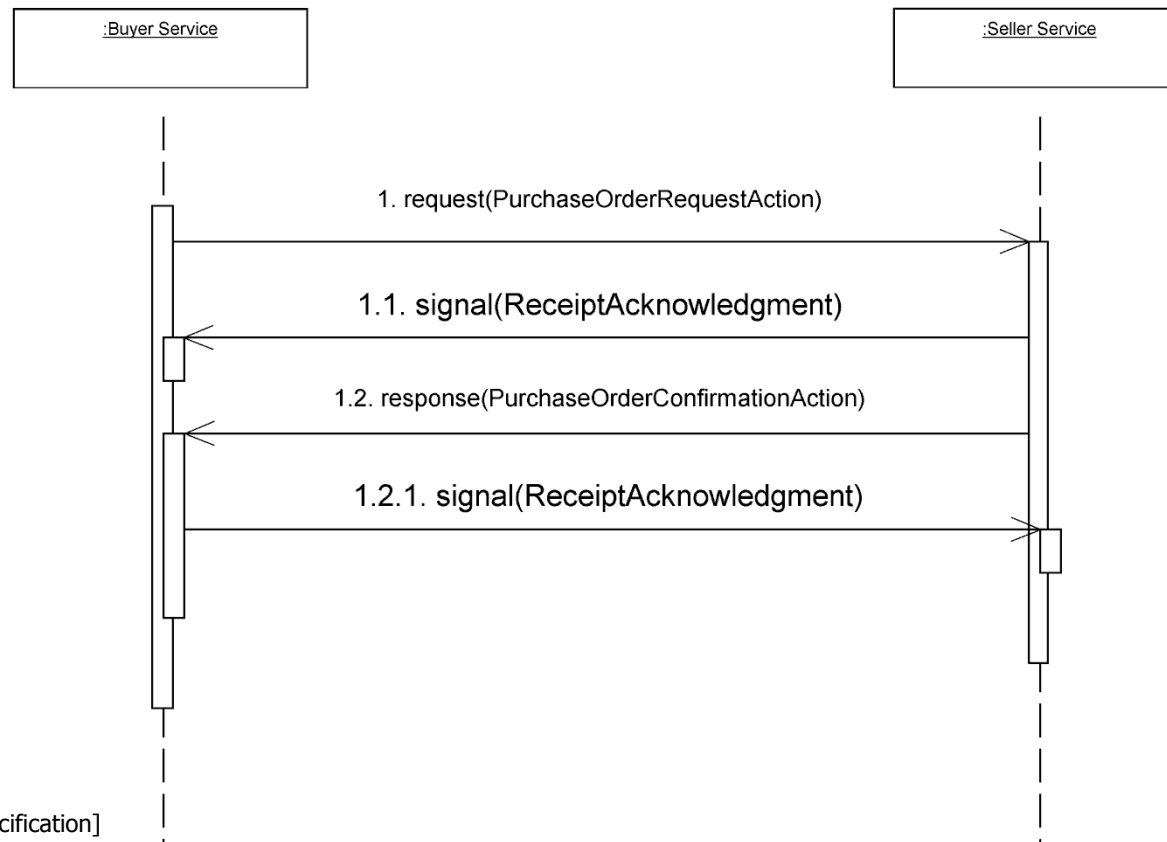 :Buyer Service
:Seller Service
1. request(PurchaseOrderRequestAction)
1.1. signal(ReceiptAcknowledgment)
1.2. response(PurchaseOrderConfirmationAction)
1.2.1. signal(ReceiptAcknowledgment)
cification]